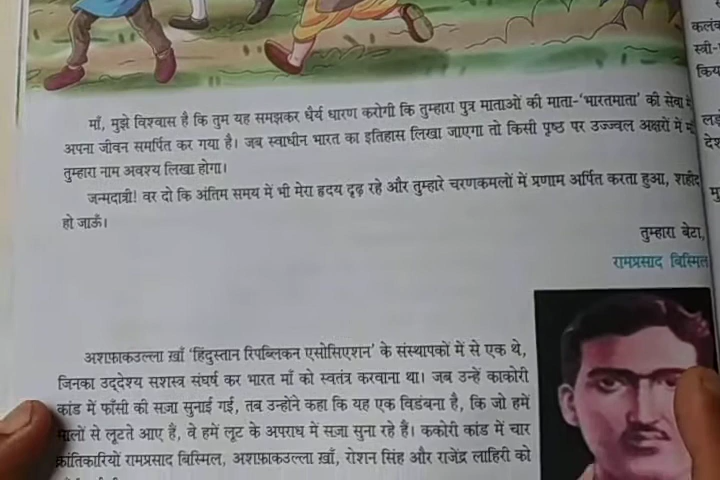 माँ, मुझे विश्वास है कि तुम यह समझकर धैर्य धारण करोगी कि तुम्हारा पुत्र माताओं की माता-‘भारतमाता’ की सेवा में
अपना जीवन समर्पित कर गया है। जब स्वाधीन भारत का इतिहास लिखा जाएगा तो किसी पृष्ठ पर उज्ज्वल अक्षरों में माँ
तुम्हारा नाम अवश्य लिखा होगा।
जन्मदात्री! वर दो कि अंतिम समय में भी मेरा हृदय दृढ़ रहे और तुम्हारे चरणकमलों में प्रणाम अर्पित करता हुआ, शहीद
हो जाऊँ।
तुम्हारा बेटा,
रामप्रसाद बिस्मिल
अशफ़ाकउल्ला ख़ाँ ‘हिंदुस्तान रिपब्लिकन एसोसिएशन’ के संस्थापकों में से एक थे,
जिनका उद्देश्य सशस्त्र संघर्ष कर भारत माँ को स्वतंत्र करवाना था। जब उन्हें काकोरी
कांड में फाँसी की सज़ा सुनाई गई, तब उन्होंने कहा कि यह एक विडंबना है, कि जो हमें
सालों से लूटते आए हैं, वे हमें लूट के अपराध में सज़ा सुना रहे हैं। ककोरी कांड में चार
क्रांतिकारियों रामप्रसाद बिस्मिल, अशफ़ाकउल्ला ख़ाँ, रोशन सिंह और राजेंद्र लाहिरी को